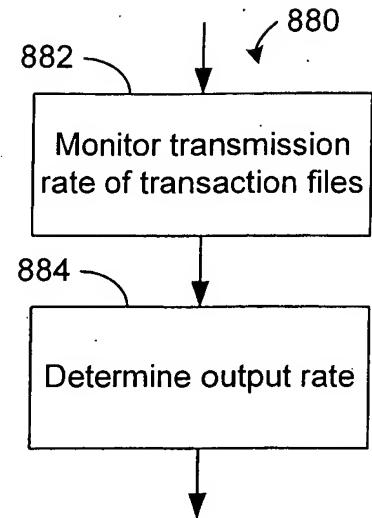 880
882
Monitor transmission
rate of transaction files
884
Determine output rate